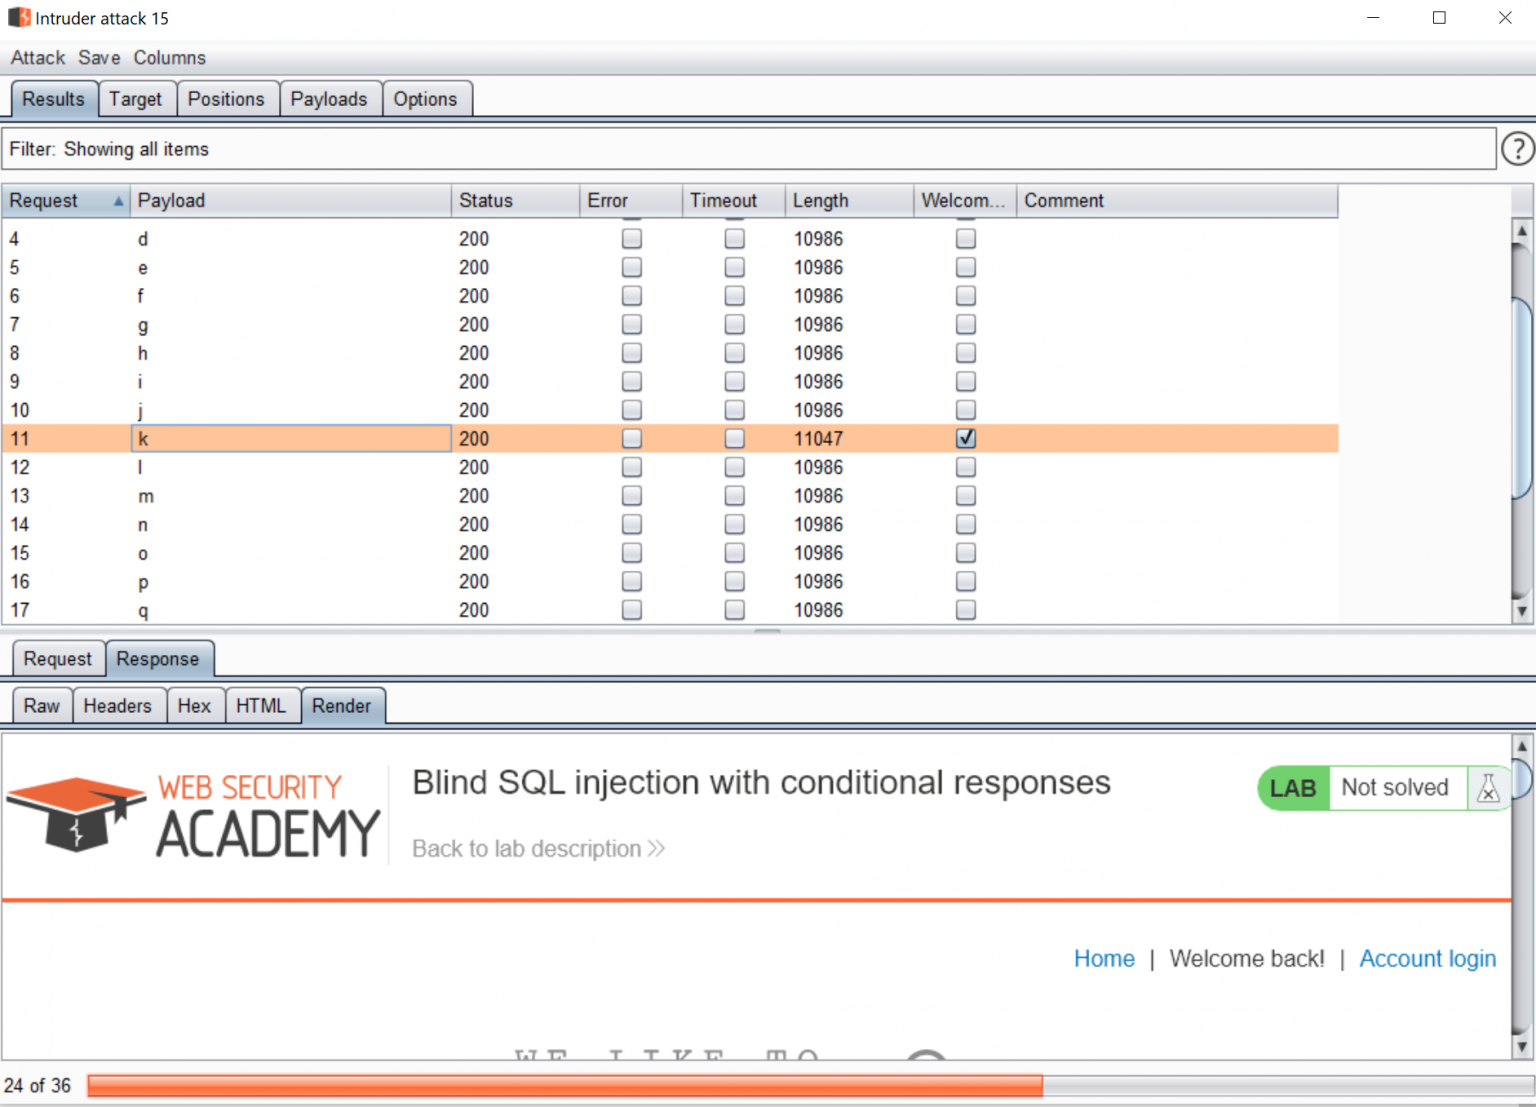 Intruder attack 15
Attack Save Columns
Results Target Positions Payloads Options
Filter: Showing all items ?
Request Payload Status Error Timeout Length Welcom... Comment
4 d 200 10986
5 e 200 10986
6 f 200 10986
7 g 200 10986
8 h 200 10986
9 i 200 10986
10 j 200 10986
11 k 200 11047
12 l 200 10986
13 m 200 10986
14 n 200 10986
15 o 200 10986
16 p 200 10986
17 q 200 10986
Request Response
Raw Headers Hex HTML Render
WEB SECURITY
ACADEMY
Blind SQL injection with conditional responses
Back to lab description >>
LAB Not solved
Home | Welcome back! | Account login
WE LIKE TO
24 of 36